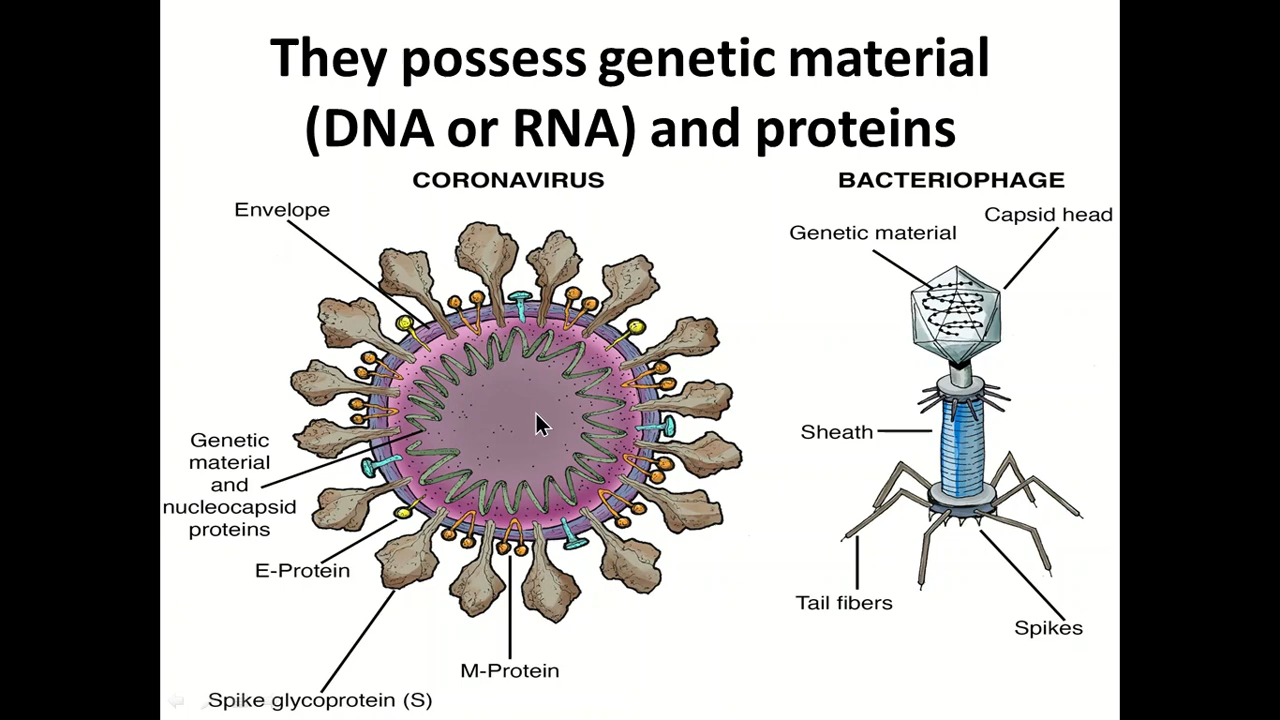 They possess genetic material
(DNA or RNA) and proteins
CORONAVIRUS
Envelope
Genetic
material
and
nucleocapsid
proteins
E-Protein
M-Protein
Spike glycoprotein (S)
BACTERIOPHAGE
Capsid head
Genetic material
Sheath
Tail fibers
Spikes